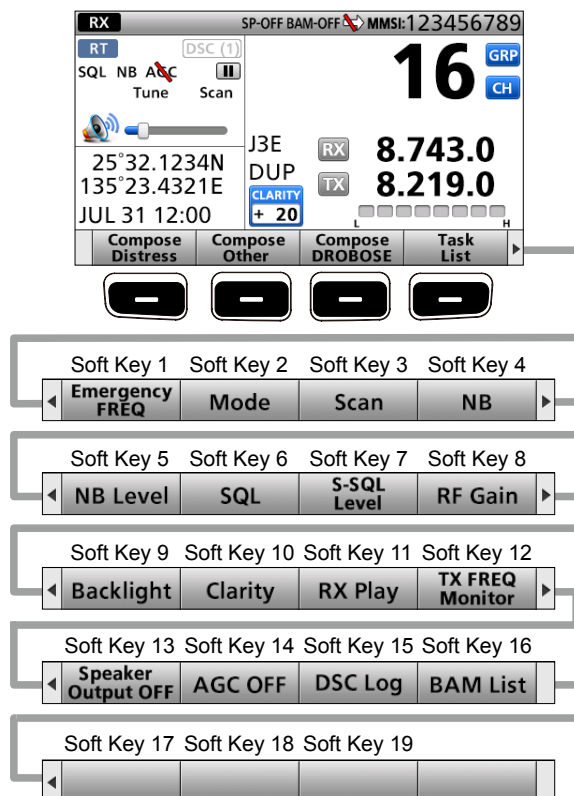 RX SP-OFF BAM-OFF MMSI:123456789
RT DSC (1)
SQL NB AGC
Tune Scan
16 GRP
CH
25°32.1234N
135°23.4321E
JUL 31 12:00
J3E RX 8.743.0
DUP TX 8.219.0
CLARITY
+ 20
L H
Compose Distress Compose Other Compose DROBOSE Task List
Soft Key 1 Soft Key 2 Soft Key 3 Soft Key 4
Emergency FREQ Mode Scan NB
Soft Key 5 Soft Key 6 Soft Key 7 Soft Key 8
NB Level SQL S-SQL Level RF Gain
Soft Key 9 Soft Key 10 Soft Key 11 Soft Key 12
Backlight Clarity RX Play TX FREQ Monitor
Soft Key 13 Soft Key 14 Soft Key 15 Soft Key 16
Speaker Output OFF AGC OFF DSC Log BAM List
Soft Key 17 Soft Key 18 Soft Key 19